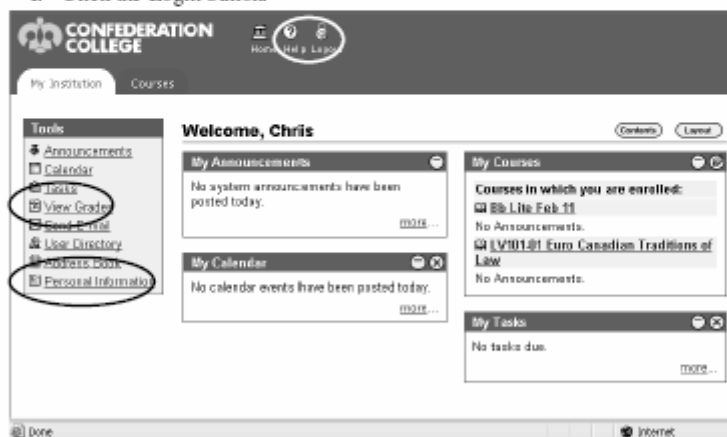 CONFEDERATION
COLLEGE
Home Help Logout
My Institution Courses
Tools
Announcements
Calendar
Tasks
View Grades
Send E-mail
User Directory
Address Book
Personal Information
Welcome, Chris
Contents Layout
My Announcements
No system announcements have been
posted today.
more...
My Calendar
No calendar events have been posted today.
more...
My Courses
Courses in which you are enrolled:
Bb Lite Feb 11
No Announcements.
LV101.01 Euro Canadian Traditions of
Law
No Announcements.
My Tasks
No tasks due.
more...
Done Internet